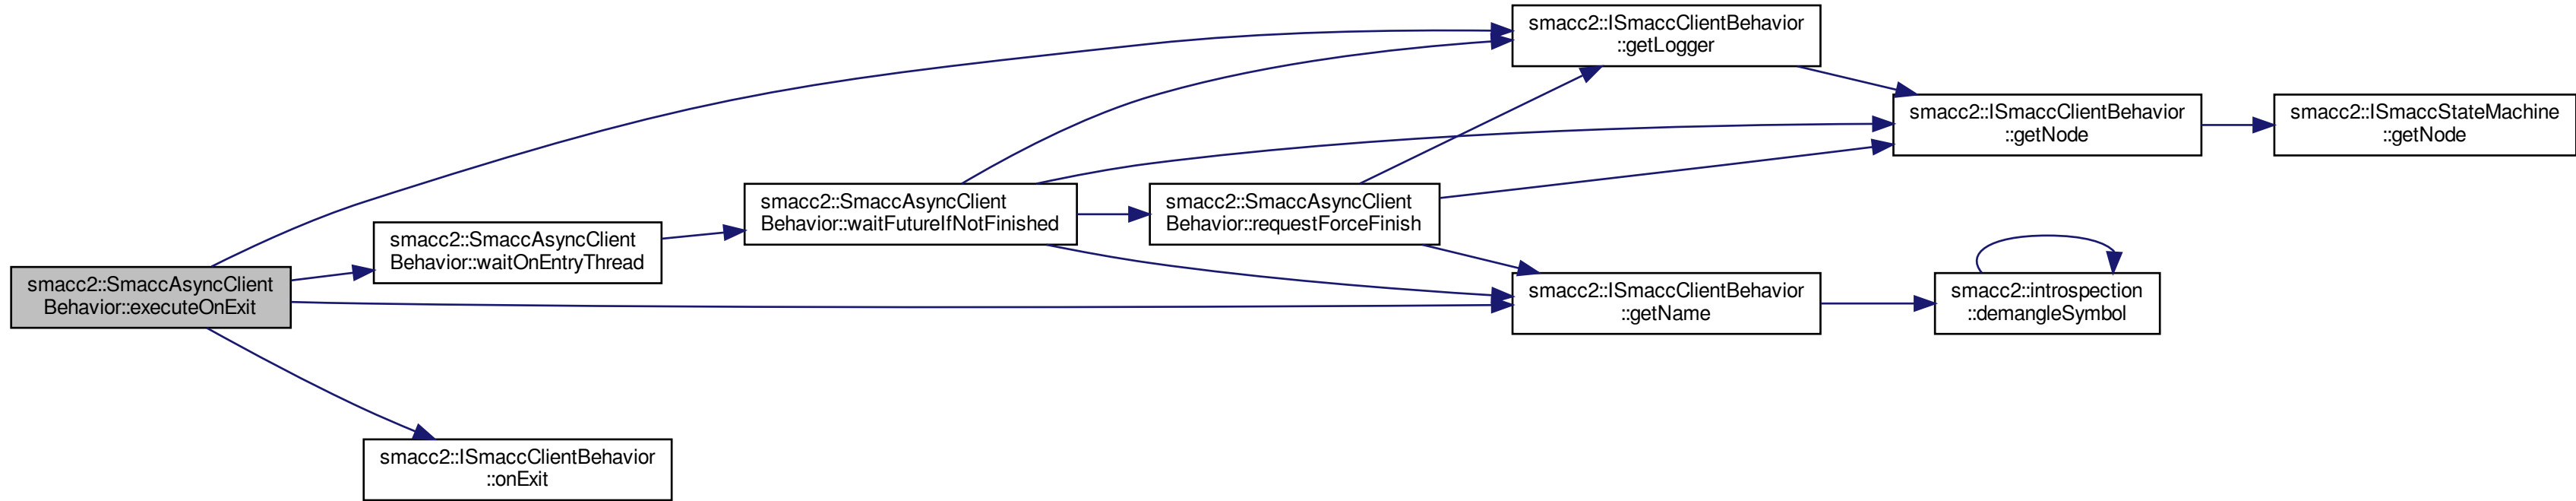 smacc2::SmaccAsyncClient
Behavior::executeOnExit
smacc2::SmaccAsyncClient
Behavior::waitOnEntryThread
smacc2::ISmaccClientBehavior
::onExit
smacc2::SmaccAsyncClient
Behavior::waitFutureIfNotFinished
smacc2::SmaccAsyncClient
Behavior::requestForceFinish
smacc2::ISmaccClientBehavior
::getLogger
smacc2::ISmaccClientBehavior
::getName
smacc2::ISmaccClientBehavior
::getNode
smacc2::introspection
::demangleSymbol
smacc2::ISmaccStateMachine
::getNode